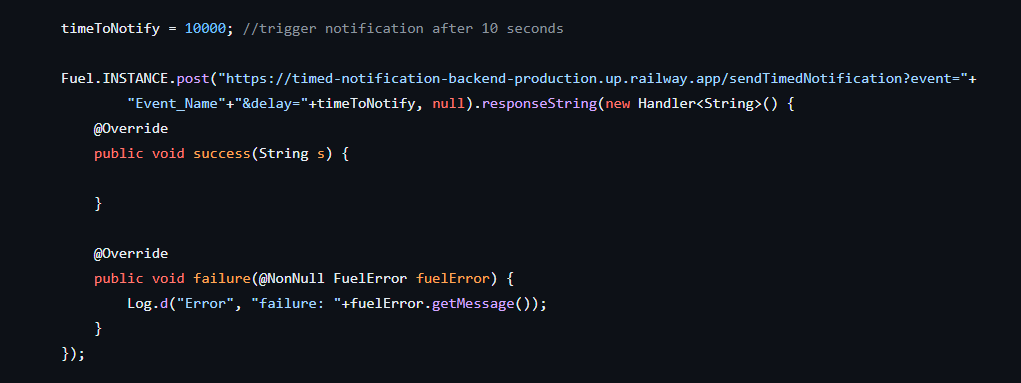 timeToNotify = 10000; //trigger notification after 10 seconds
Fuel.INSTANCE.post("https://timed-notification-backend-production.up.railway.app/sendTimedNotification?event="+
"Event_Name"+"&delay="+timeToNotify, null).responseString(new Handler<String>() {
@Override
public void success(String s) {
}
@Override
public void failure(@NonNull FuelError fuelError) {
Log.d("Error", "failure: "+fuelError.getMessage());
}
});